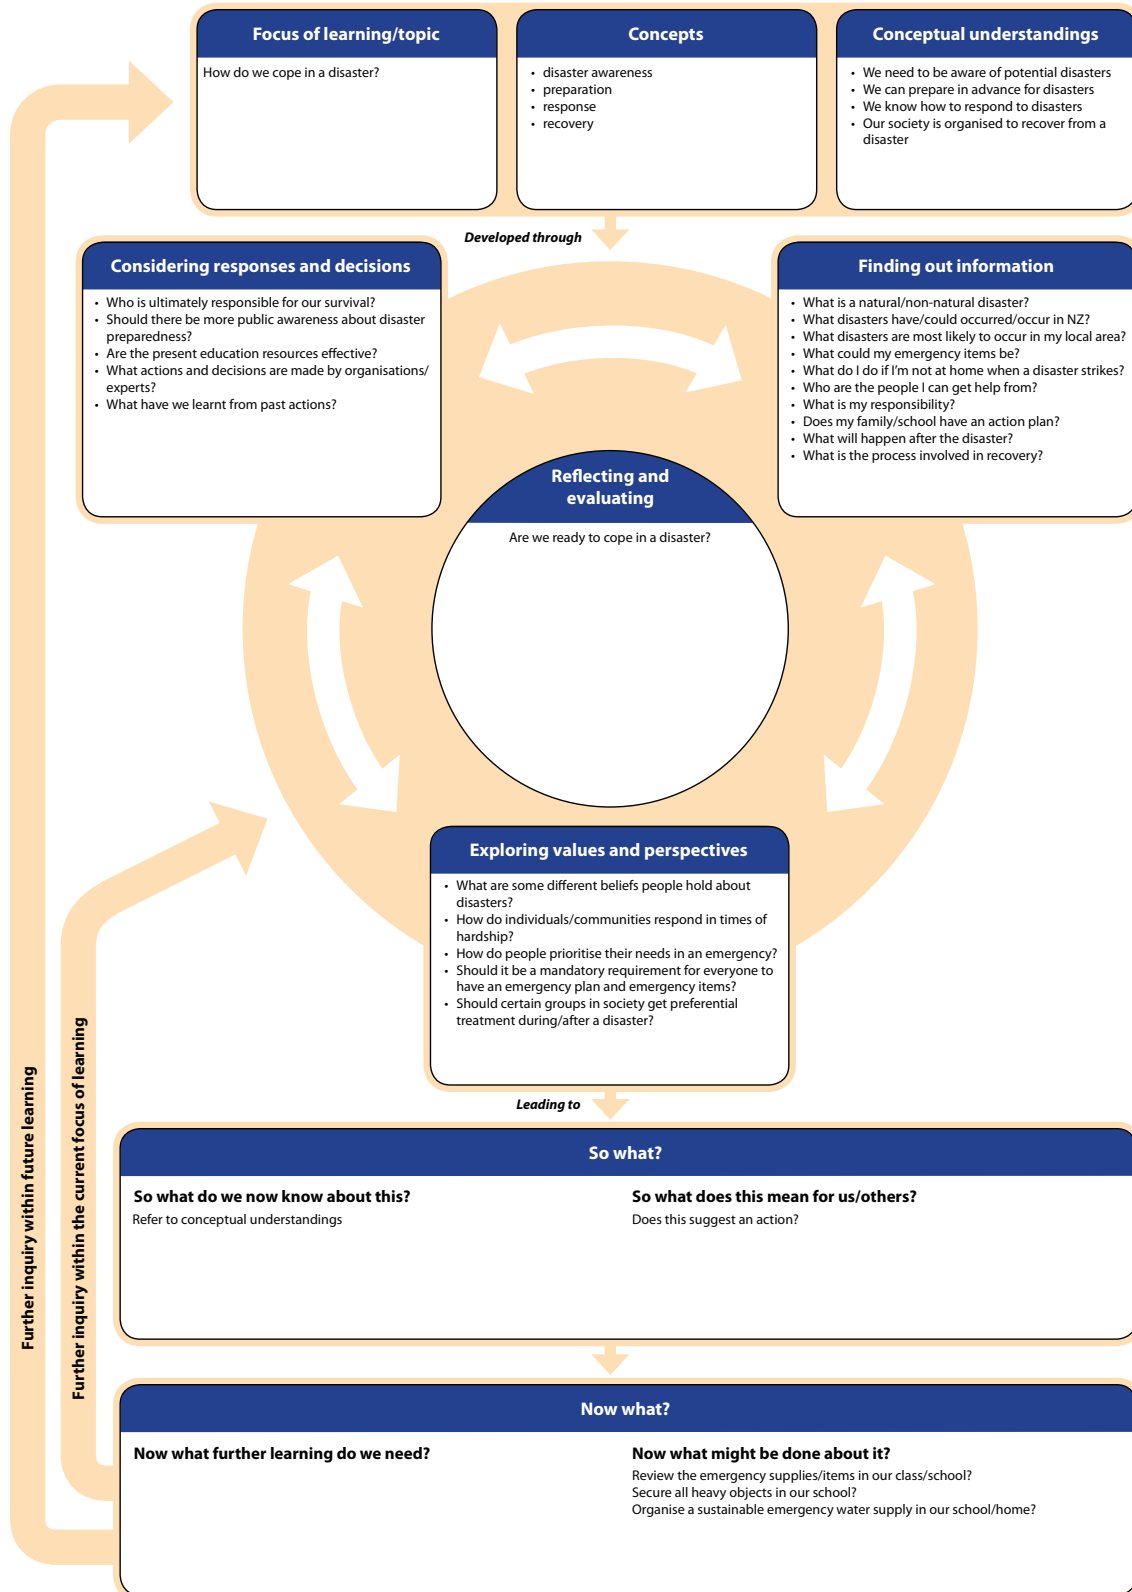 Focus of learning/topic
How do we cope in a disaster?
Concepts
• disaster awareness
• preparation
• response
• recovery
Conceptual understandings
• We need to be aware of potential disasters
• We can prepare in advance for disasters
• We know how to respond to disasters
• Our society is organised to recover from a
disaster
Developed through
Considering responses and decisions
• Who is ultimately responsible for our survival?
• Should there be more public awareness about disaster
preparedness?
• Are the present education resources effective?
• What actions and decisions are made by organisations/
experts?
• What have we learnt from past actions?
Finding out information
• What is a natural/non-natural disaster?
• What disasters have/could occurred/occur in NZ?
• What disasters are most likely to occur in my local area?
• What could my emergency items be?
• What do I do if I'm not at home when a disaster strikes?
• Who are the people I can get help from?
• What is my responsibility?
• Does my family/school have an action plan?
• What will happen after the disaster?
• What is the process involved in recovery?
Reflecting and
evaluating
Are we ready to cope in a disaster?
Exploring values and perspectives
• What are some different beliefs people hold about
disasters?
• How do individuals/communities respond in times of
hardship?
• How do people prioritise their needs in an emergency?
• Should it be a mandatory requirement for everyone to
have an emergency plan and emergency items?
• Should certain groups in society get preferential
treatment during/after a disaster?
Leading to
So what?
So what do we now know about this?
Refer to conceptual understandings
So what does this mean for us/others?
Does this suggest an action?
Now what?
Now what further learning do we need?
Now what might be done about it?
Review the emergency supplies/items in our class/school?
Secure all heavy objects in our school?
Organise a sustainable emergency water supply in our school/home?
Further inquiry within future learning
Further inquiry within the current focus of learning